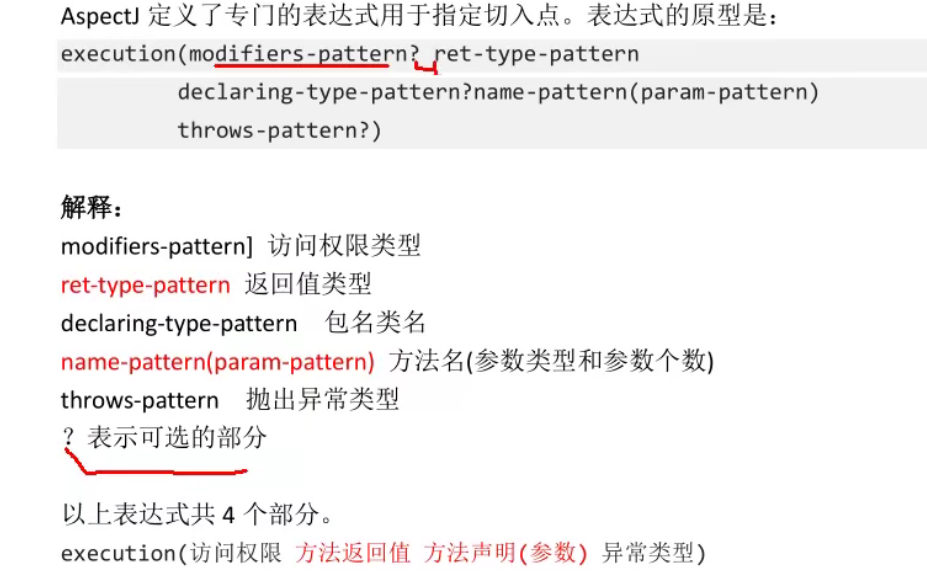 AspectJ 定义了专门的表达式用于指定切入点。表达式的原型是：
execution(modifiers-pattern? ret-type-pattern
declaring-type-pattern?name-pattern(param-pattern)
throws-pattern?)
解释：
modifiers-pattern] 访问权限类型
ret-type-pattern 返回值类型
declaring-type-pattern 包名类名
name-pattern(param-pattern) 方法名(参数类型和参数个数)
throws-pattern 抛出异常类型
？表示可选的部分
以上表达式共 4 个部分。
execution(访问权限 方法返回值 方法声明(参数) 异常类型)